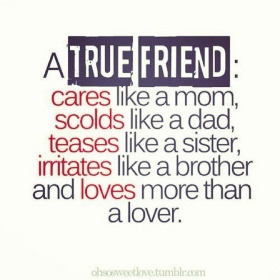 A TRUE FRIEND:
cares like a mom,
scolds like a dad,
teases like a sister,
irritates like a brother
and loves more than
a lover.
ohsosweetlove.tumblr.com